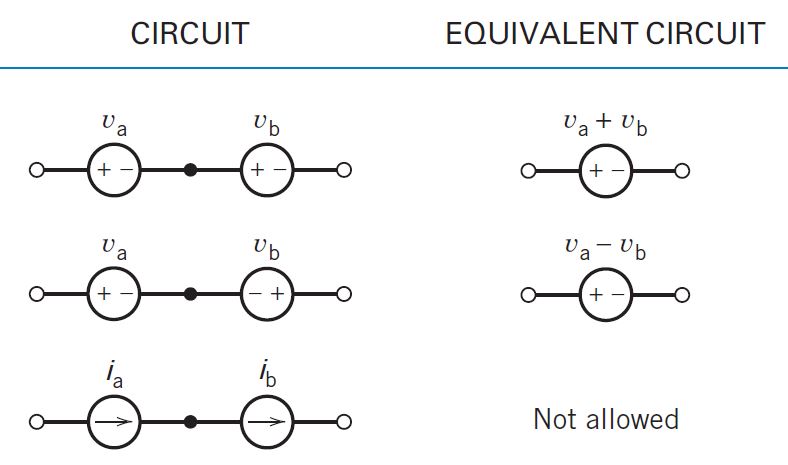 CIRCUIT EQUIVALENT CIRCUIT
v_a v_b v_a + v_b
+ − + − + −
v_a v_b v_a − v_b
+ − − + + −
i_a i_b
Not allowed